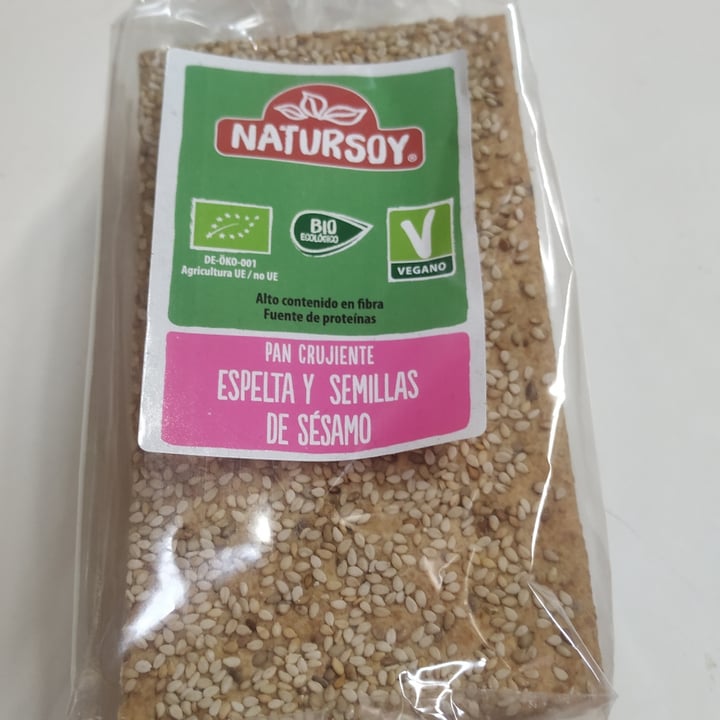 NATURSOY®
BIO
ECOLÓGICO
V
VEGANO
DE-ÖKO-001
Agricultura UE / no UE
Alto contenido en fibra
Fuente de proteínas
PAN CRUJIENTE
ESPELTA Y SEMILLAS
DE SÉSAMO